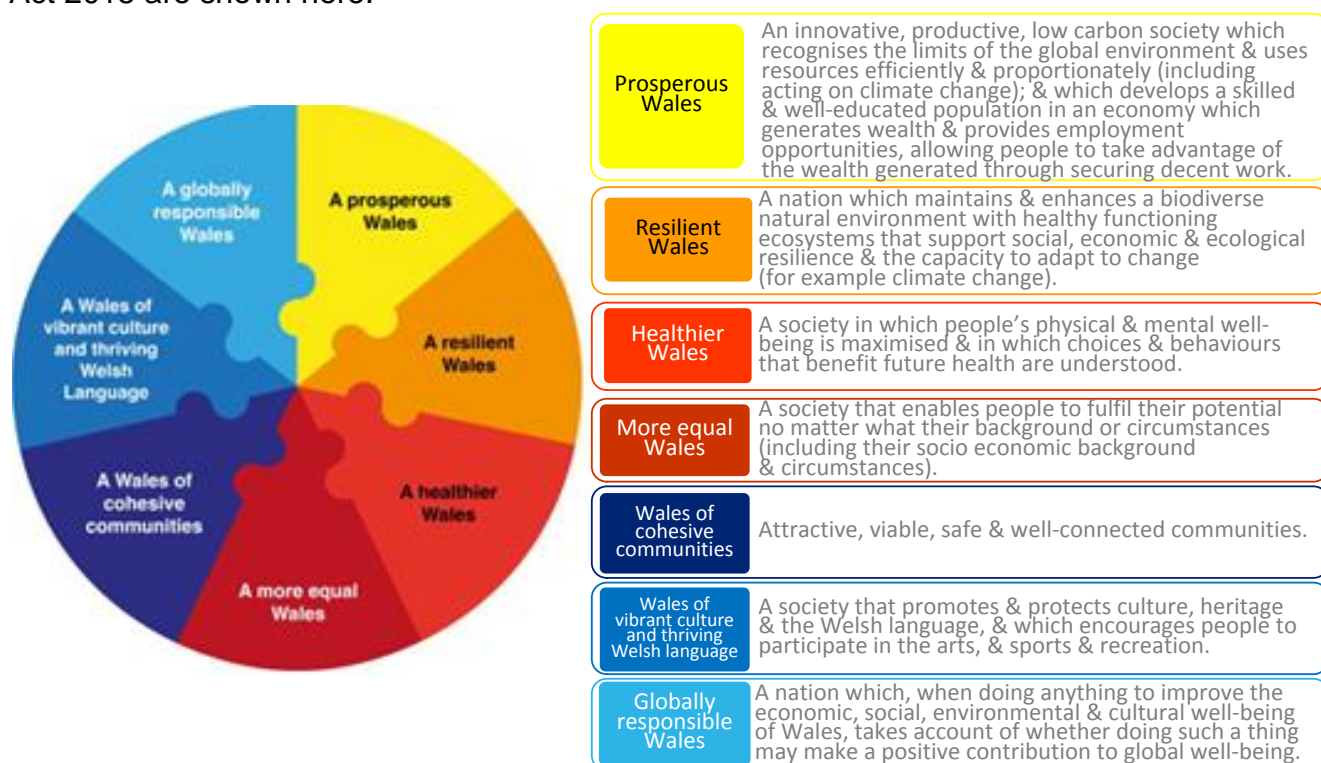 Act 2015 are shown here:
A globally
responsible
Wales
A prosperous
Wales
A Wales of
vibrant culture
and thriving
Welsh
Language
A resilient
Wales
A Wales of
cohesive
communities
A healthier
Wales
A more equal
Wales
Prosperous
Wales
An innovative, productive, low carbon society which
recognises the limits of the global environment & uses
resources efficiently & proportionately (including
acting on climate change); & which develops a skilled
& well-educated population in an economy which
generates wealth & provides employment
opportunities, allowing people to take advantage of
the wealth generated through securing decent work.
Resilient
Wales
A nation which maintains & enhances a biodiverse
natural environment with healthy functioning
ecosystems that support social, economic & ecological
resilience & the capacity to adapt to change
(for example climate change).
Healthier
Wales
A society in which people's physical & mental well-
being is maximised & in which choices & behaviours
that benefit future health are understood.
More equal
Wales
A society that enables people to fulfil their potential
no matter what their background or circumstances
(including their socio economic background
& circumstances).
Wales of
cohesive
communities
Attractive, viable, safe & well-connected communities.
Wales of
vibrant culture
and thriving
Welsh language
A society that promotes & protects culture, heritage
& the Welsh language, & which encourages people to
participate in the arts, & sports & recreation.
Globally
responsible
Wales
A nation which, when doing anything to improve the
economic, social, environmental & cultural well-being
of Wales, takes account of whether doing such a thing
may make a positive contribution to global well-being.